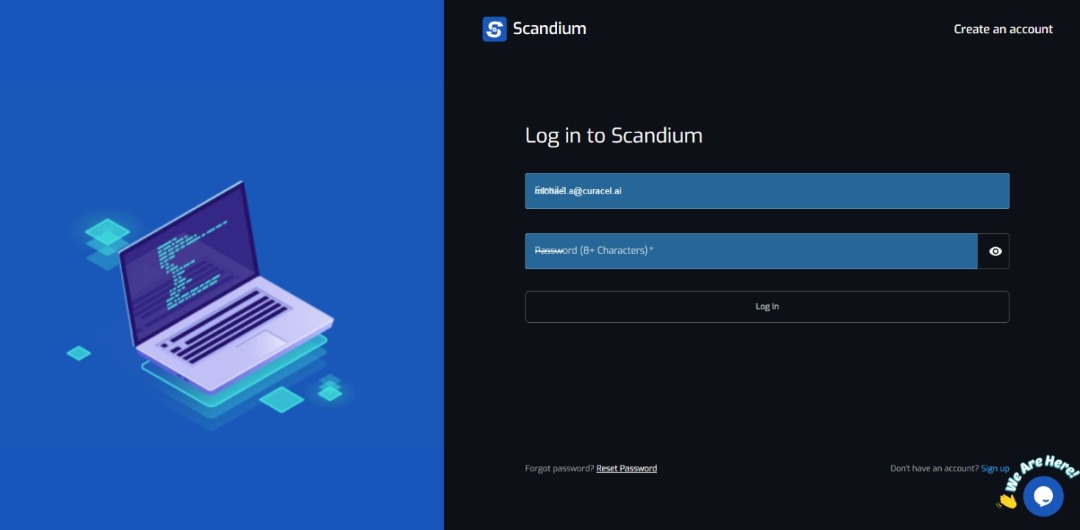 Scandium
Create an account
Log in to Scandium
michael.a@curacel.ai
Password (8+ Characters)*
Log In
Forgot password? Reset Password
Don't have an account? Sign up
We Are Here!